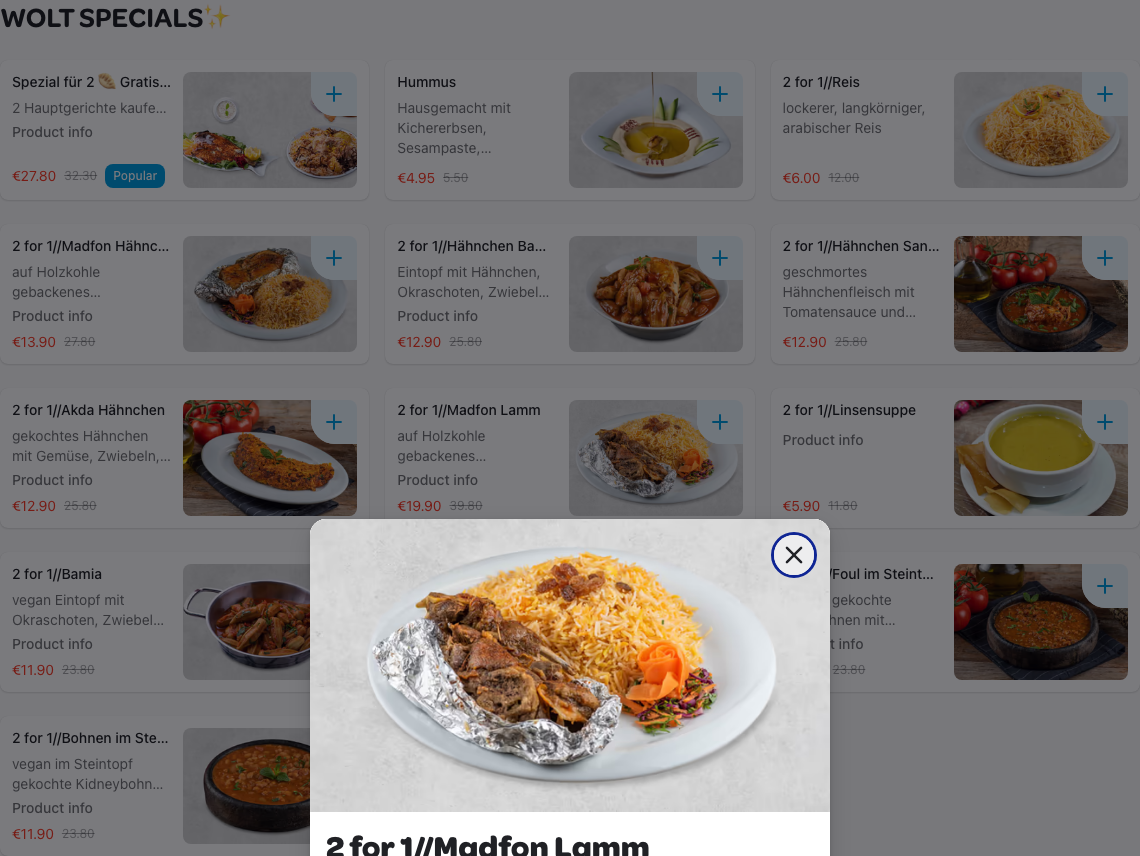 WOLT SPECIALS✨
Spezial für 2 🫓 Gratis...
2 Hauptgerichte kaufe...
Product info
€27.80 32.30 Popular
Hummus
Hausgemacht mit
Kichererbsen,
Sesampaste,...
€4.95 5.50
2 for 1//Reis
lockerer, langkörniger,
arabischer Reis
€6.00 12.00
2 for 1//Madfon Hähnc...
auf Holzkohle
gebackenes...
Product info
€13.90 27.80
2 for 1//Hähnchen Ba...
Eintopf mit Hähnchen,
Okraschoten, Zwiebel...
Product info
€12.90 25.80
2 for 1//Hähnchen San...
geschmortes
Hähnchenfleisch mit
Tomatensauce und...
€12.90 25.80
2 for 1//Akda Hähnchen
gekochtes Hähnchen
mit Gemüse, Zwiebeln,...
Product info
€12.90 25.80
2 for 1//Madfon Lamm
auf Holzkohle
gebackenes...
Product info
€19.90 39.80
2 for 1//Linsensuppe
Product info
€5.90 11.80
2 for 1//Bamia
vegan Eintopf mit
Okraschoten, Zwiebel...
Product info
€11.90 23.80
/Foul im Steint...
gekochte
hnen mit...
t info
23.80
2 for 1//Bohnen im Ste...
vegan im Steintopf
gekochte Kidneybohn...
Product info
€11.90 23.80
2 for 1//Madfon Lamm